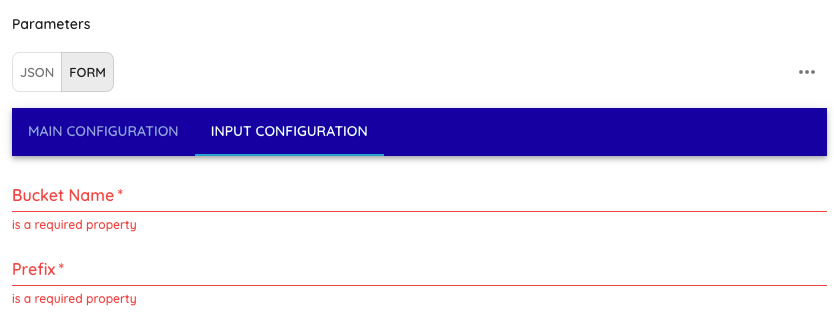 Parameters
JSON FORM
MAIN CONFIGURATION INPUT CONFIGURATION
Bucket Name *
is a required property
Prefix *
is a required property